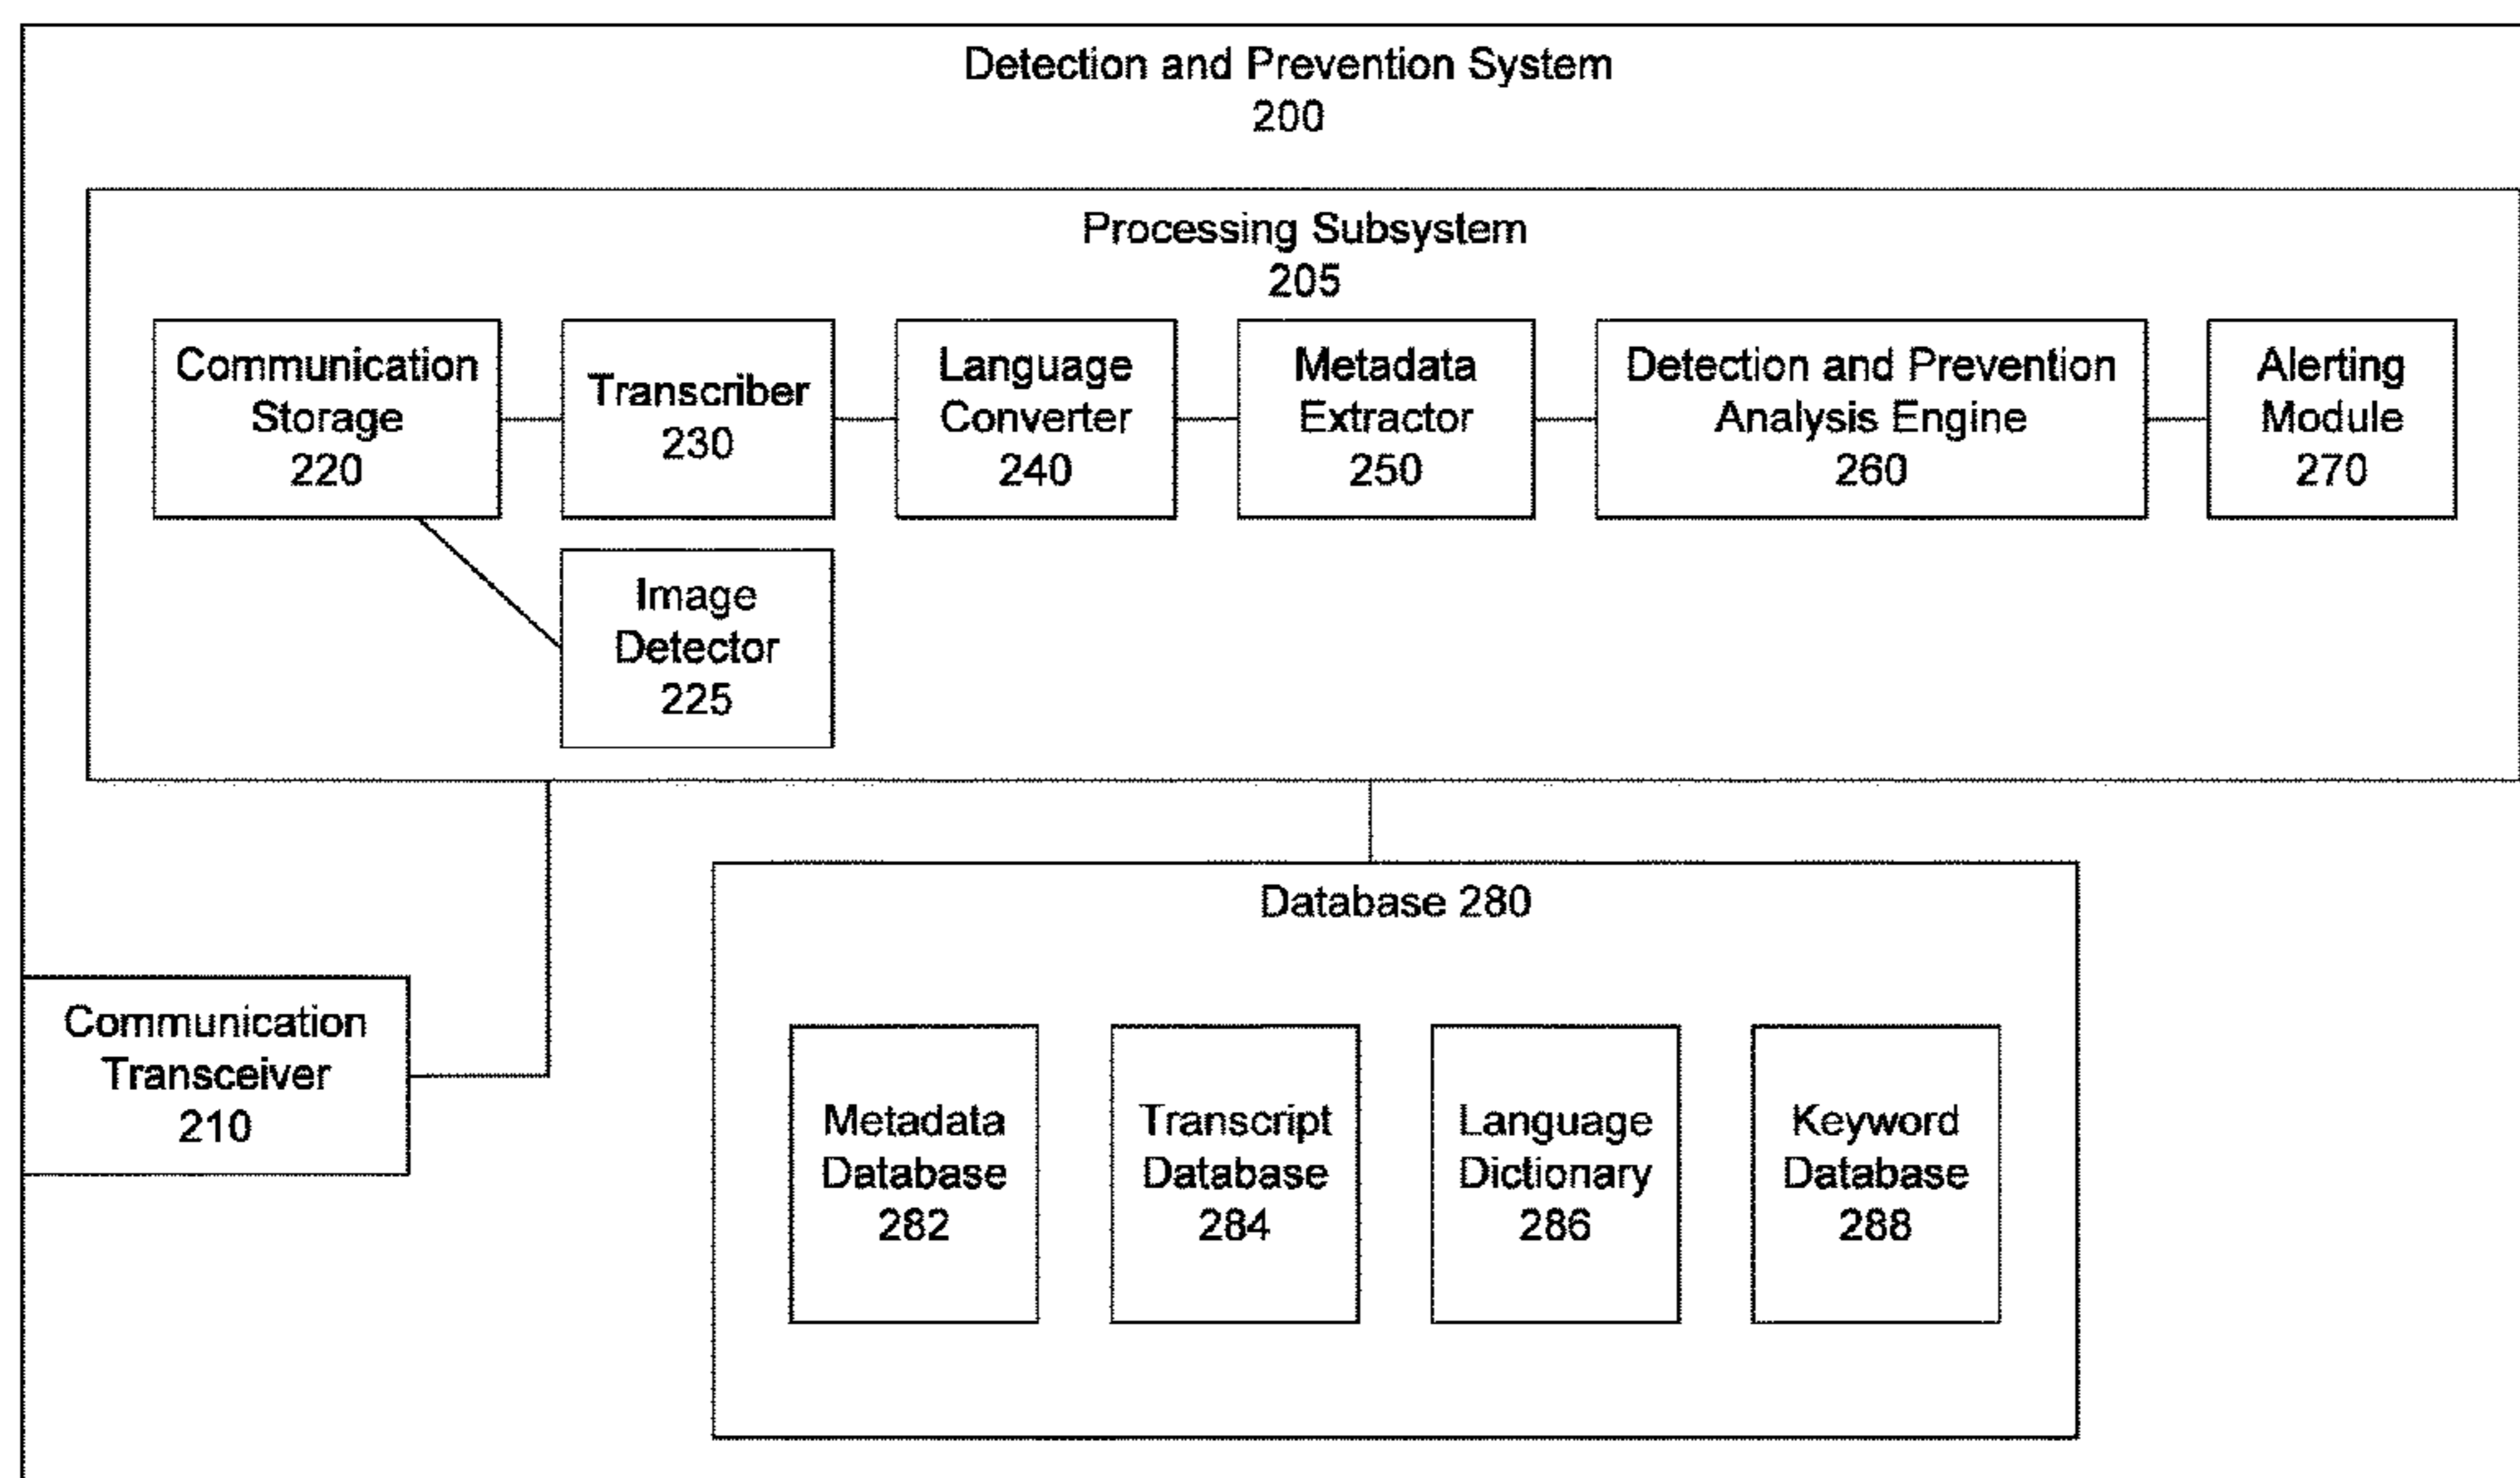 Detection and Prevention System
200
Processing Subsystem
205
Communication
Storage
220
Transcriber
230
Language
Converter
240
Metadata
Extractor
250
Detection and Prevention
Analysis Engine
260
Alerting
Module
270
Image
Detector
225
Database 280
Communication
Transceiver
210
Metadata
Database
282
Transcript
Database
284
Language
Dictionary
286
Keyword
Database
288